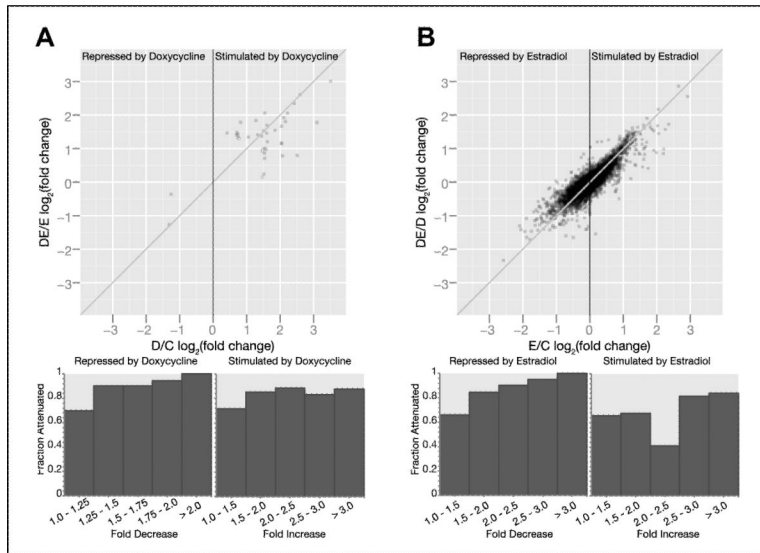 A
B
Repressed by Doxycycline
Stimulated by Doxycycline
Repressed by Estradiol
Stimulated by Estradiol
DE/E log2(fold change)
3
2
1
0
−1
−2
−3
−3 −2 −1 0 1 2 3
D/C log2(fold change)
DE/D log2(fold change)
3
2
1
0
−1
−2
−3
−3 −2 −1 0 1 2 3
E/C log2(fold change)
Repressed by Doxycycline
Stimulated by Doxycycline
Fraction Attenuated
1
0.8
0.6
0.4
0.2
0
1.0 - 1.25
1.25 - 1.5
1.5 - 1.75
1.75 - 2.0
> 2.0
Fold Decrease
1.0 - 1.5
1.5 - 2.0
2.0 - 2.5
2.5 - 3.0
> 3.0
Fold Increase
Repressed by Estradiol
Stimulated by Estradiol
Fraction Attenuated
1
0.8
0.6
0.4
0.2
0
1.0 - 1.5
1.5 - 2.0
2.0 - 2.5
2.5 - 3.0
> 3.0
Fold Decrease
1.0 - 1.5
1.5 - 2.0
2.0 - 2.5
2.5 - 3.0
> 3.0
Fold Increase